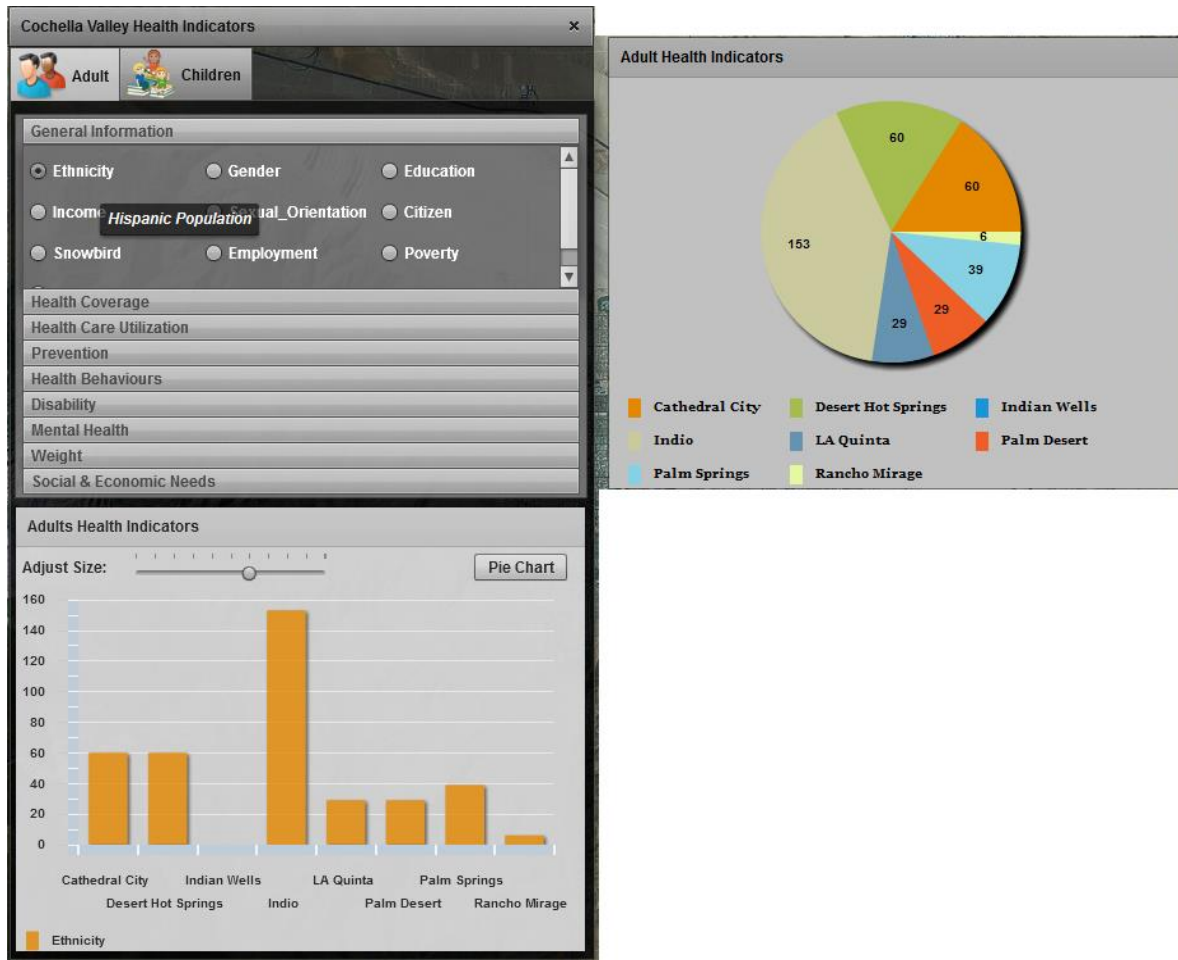 Cochella Valley Health Indicators ×
Adult Children
General Information
Ethnicity Gender Education
Income Sexual_Orientation Citizen
Hispanic Population
Snowbird Employment Poverty
Health Coverage
Health Care Utilization
Prevention
Health Behaviours
Disability
Mental Health
Weight
Social & Economic Needs
Adults Health Indicators
Adjust Size: Pie Chart
160
140
120
100
80
60
40
20
0
Cathedral City Indian Wells LA Quinta Palm Springs
Desert Hot Springs Indio Palm Desert Rancho Mirage
Ethnicity
Adult Health Indicators
60
60
6
153
39
29
29
Cathedral City Desert Hot Springs Indian Wells
Indio LA Quinta Palm Desert
Palm Springs Rancho Mirage